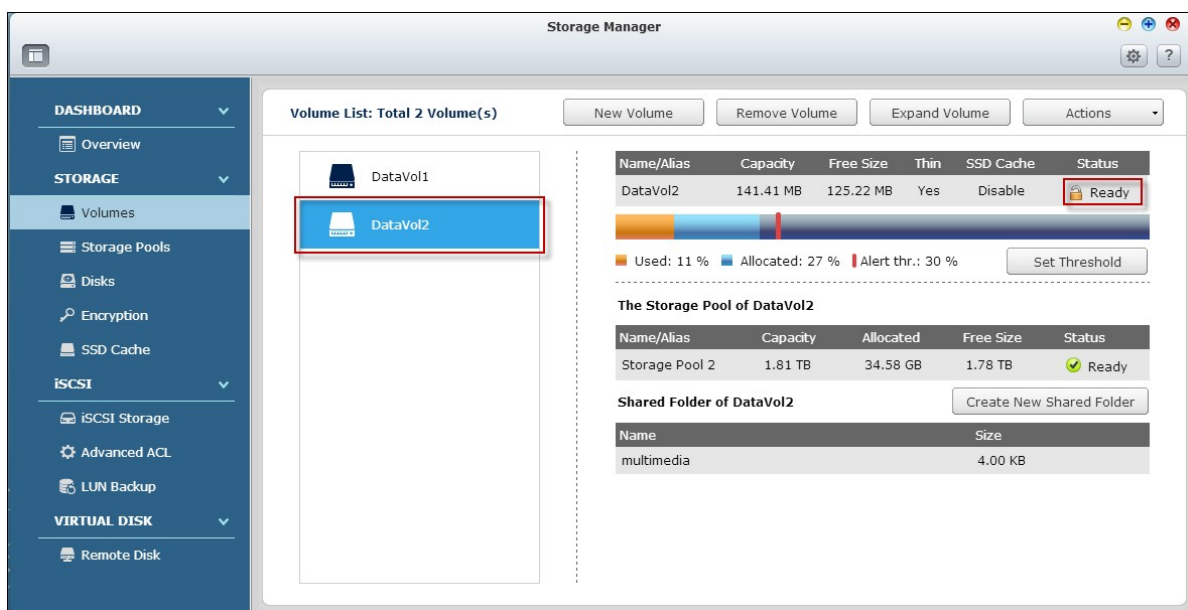 Storage Manager
?
DASHBOARD
Overview
STORAGE
Volumes
Storage Pools
Disks
Encryption
SSD Cache
iSCSI
iSCSI Storage
Advanced ACL
LUN Backup
VIRTUAL DISK
Remote Disk
Volume List: Total 2 Volume(s)
New Volume Remove Volume Expand Volume Actions
DataVol1
DataVol2
Name/Alias Capacity Free Size Thin SSD Cache Status
DataVol2 141.41 MB 125.22 MB Yes Disable Ready
Used: 11 % Allocated: 27 % Alert thr.: 30 % Set Threshold
The Storage Pool of DataVol2
Name/Alias Capacity Allocated Free Size Status
Storage Pool 2 1.81 TB 34.58 GB 1.78 TB Ready
Shared Folder of DataVol2 Create New Shared Folder
Name Size
multimedia 4.00 KB